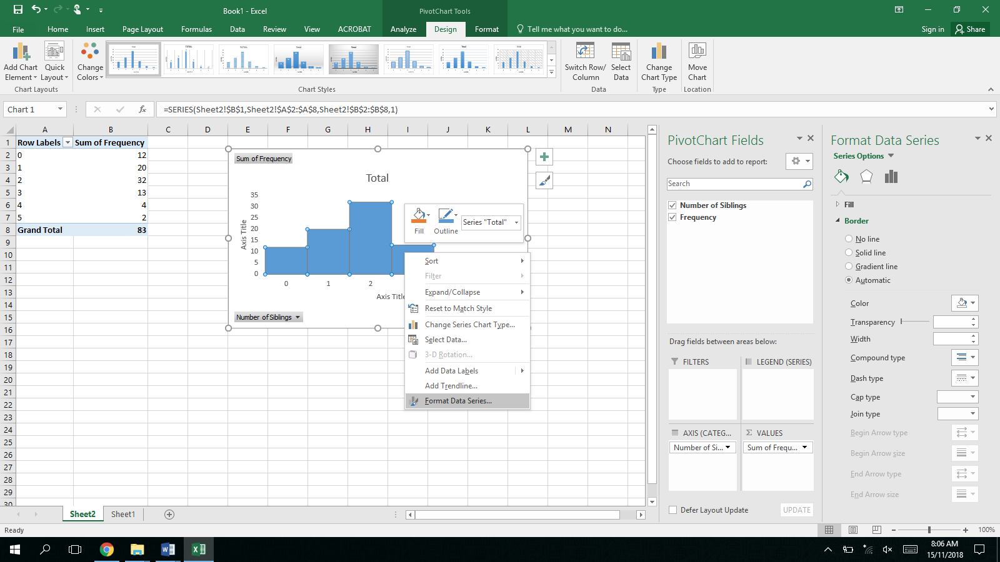 Book1 - Excel
PivotChart Tools
File Home Insert Page Layout Formulas Data Review View ACROBAT Analyze Design Format Tell me what you want to do... Sign in Share
Add Chart Element
Quick Layout
Chart Layouts
Change Colors
Chart Styles
Switch Row/ Column
Select Data
Data
Change Chart Type
Type
Move Chart
Location
Chart 1 fx =SERIES(Sheet2!$B$1,Sheet2!$A$2:$A$8,Sheet2!$B$2:$B$8,1)
A B C D E F G H I J K L M N
1 Row Labels Sum of Frequency
2 0 12
3 1 20
4 2 32
5 3 13
6 4 4
7 5 2
8 Grand Total 83
9
10
11
12
13
14
15
16
17
18
19
20
21
22
23
24
25
26
27
28
29
30
Sum of Frequency
Total
Axis Title
35
30
25
20
15
10
5
0
0 1 2
Axis Title
Number of Siblings
Fill Outline Series "Total"
Sort
Filter
Expand/Collapse
Reset to Match Style
Change Series Chart Type...
Select Data...
3-D Rotation...
Add Data Labels
Add Trendline...
Format Data Series...
PivotChart Fields
Choose fields to add to report:
Search
Number of Siblings
Frequency
Drag fields between areas below:
FILTERS
LEGEND (SERIES)
AXIS (CATEG...
Σ VALUES
Number of Si...
Sum of Frequ...
Defer Layout Update
UPDATE
Format Data Series
Series Options
Fill
Border
No line
Solid line
Gradient line
Automatic
Color
Transparency
Width
Compound type
Dash type
Cap type
Join type
Begin Arrow type
Begin Arrow size
End Arrow type
End Arrow size
Sheet2 Sheet1
Ready
100%
8:06 AM
15/11/2018